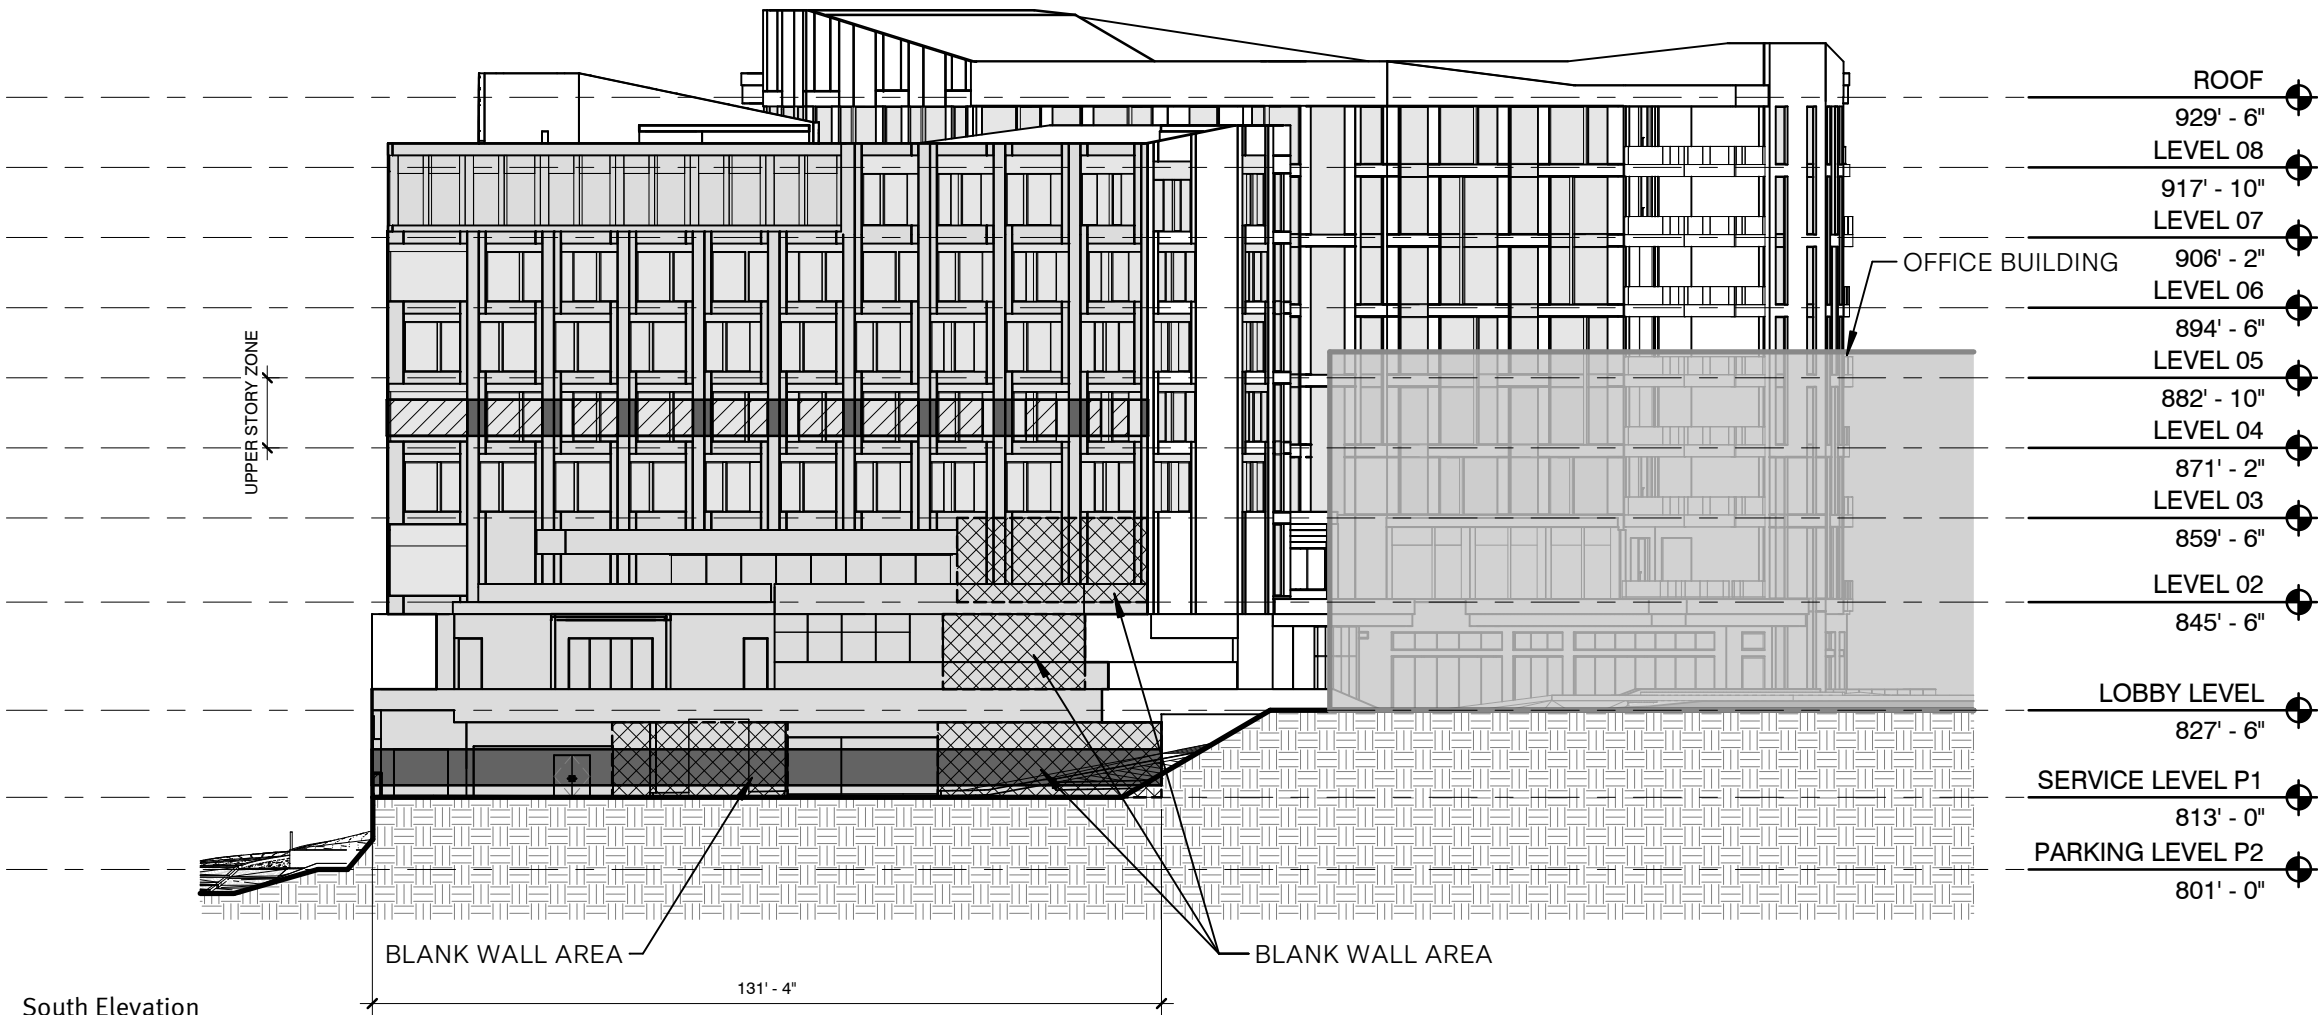 ROOF
929' - 6"
LEVEL 08
917' - 10"
LEVEL 07
906' - 2"
OFFICE BUILDING
LEVEL 06
894' - 6"
UPPER STORY ZONE
LEVEL 05
882' - 10"
LEVEL 04
871' - 2"
LEVEL 03
859' - 6"
LEVEL 02
845' - 6"
LOBBY LEVEL
827' - 6"
SERVICE LEVEL P1
813' - 0"
PARKING LEVEL P2
801' - 0"
BLANK WALL AREA
BLANK WALL AREA
131' - 4"
South Elevation